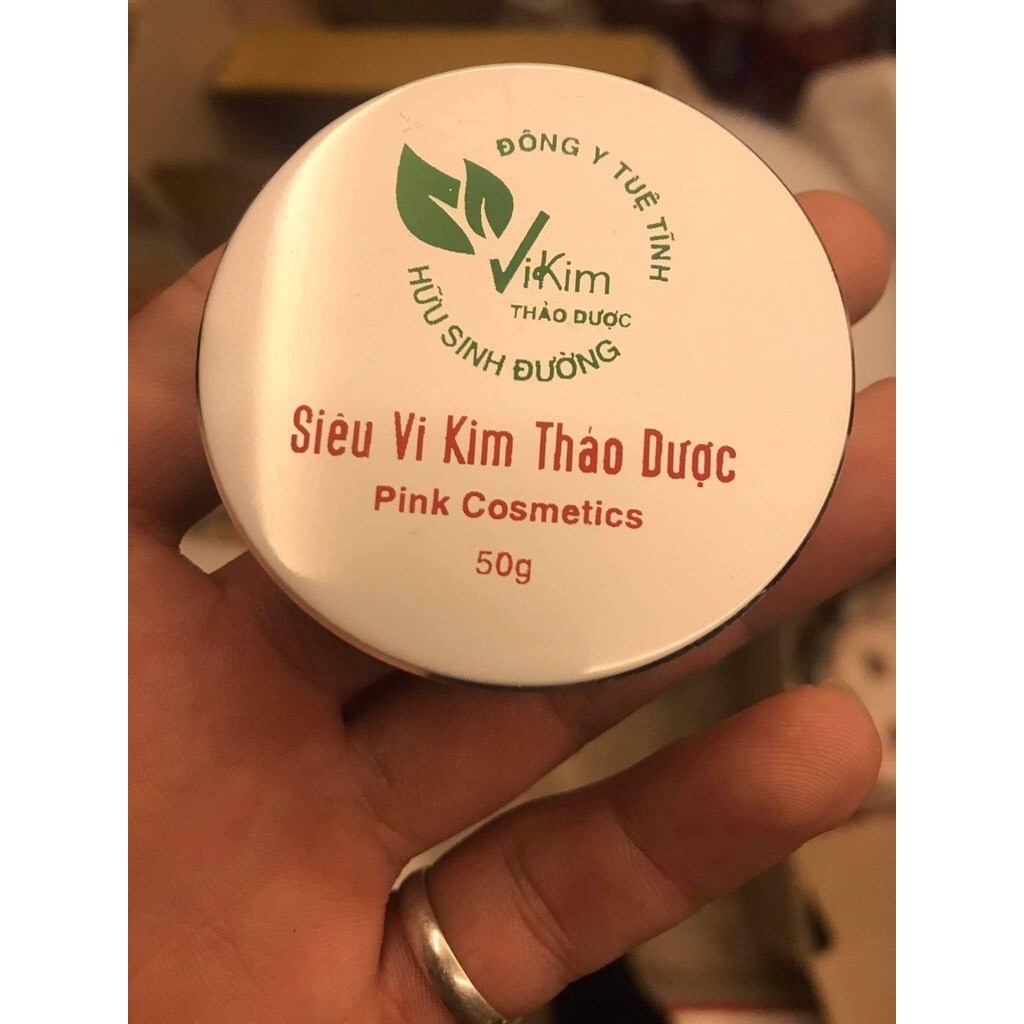 ĐÔNG Y TUỆ TĨNH
ViKim
THẢO DƯỢC
HỮU SINH ĐƯỜNG
Siêu Vi Kim Thảo Dược
Pink Cosmetics
50g